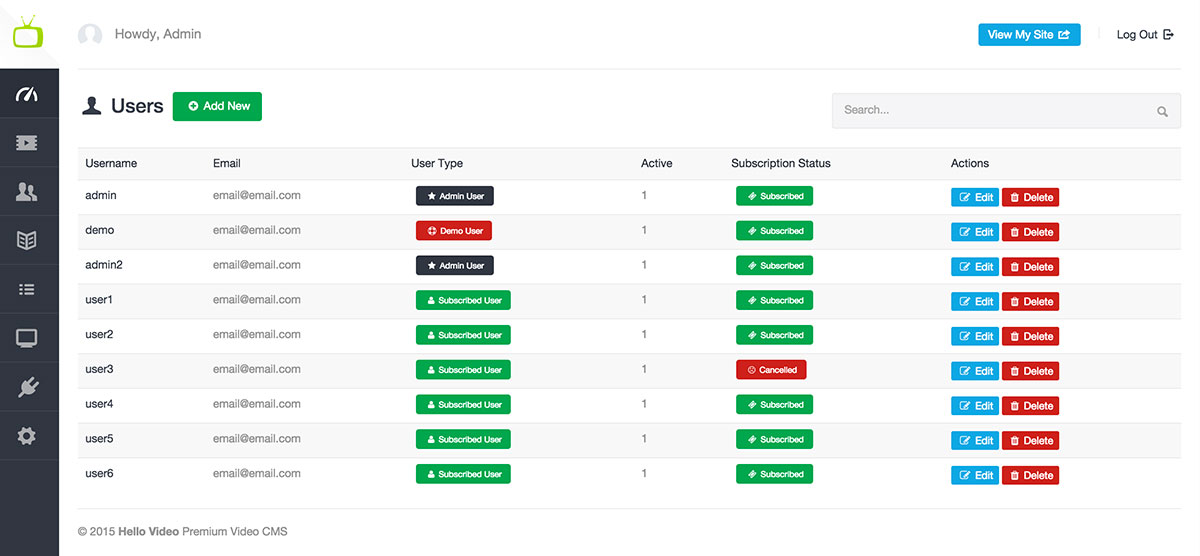 Howdy, Admin
View My Site
Log Out
Users
Add New
Search...
Username Email User Type Active Subscription Status Actions
admin email@email.com Admin User 1 Subscribed Edit Delete
demo email@email.com Demo User 1 Subscribed Edit Delete
admin2 email@email.com Admin User 1 Subscribed Edit Delete
user1 email@email.com Subscribed User 1 Subscribed Edit Delete
user2 email@email.com Subscribed User 1 Subscribed Edit Delete
user3 email@email.com Subscribed User 1 Cancelled Edit Delete
user4 email@email.com Subscribed User 1 Subscribed Edit Delete
user5 email@email.com Subscribed User 1 Subscribed Edit Delete
user6 email@email.com Subscribed User 1 Subscribed Edit Delete
© 2015 Hello Video Premium Video CMS